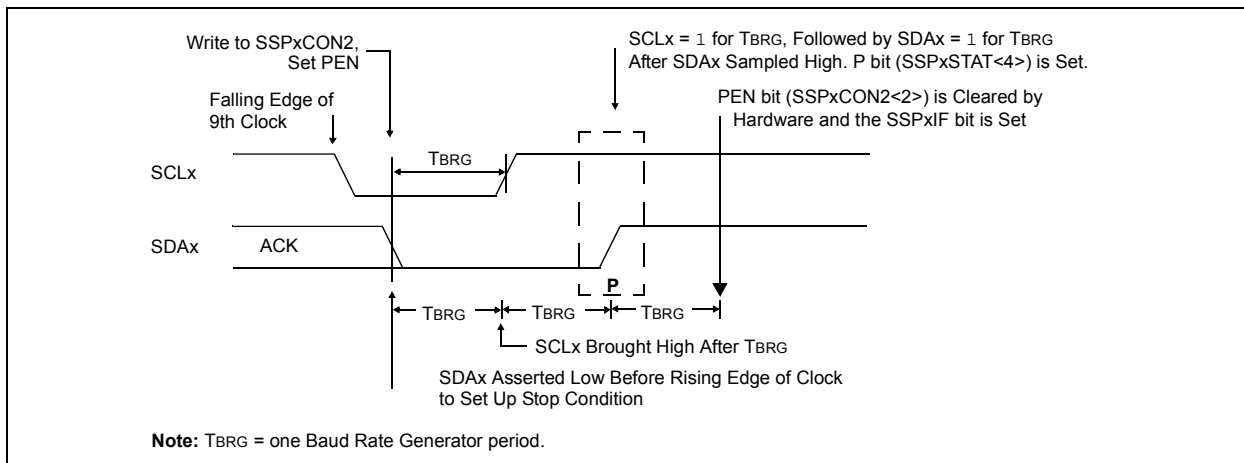 Write to SSPxCON2,
Set PEN
SCLx = 1 for TBRG, Followed by SDAx = 1 for TBRG
After SDAx Sampled High. P bit (SSPxSTAT<4>) is Set.
Falling Edge of
9th Clock
PEN bit (SSPxCON2<2>) is Cleared by
Hardware and the SSPxIF bit is Set
TBRG
SCLx
SDAx
ACK
P
TBRG
TBRG
TBRG
SCLx Brought High After TBRG
SDAx Asserted Low Before Rising Edge of Clock
to Set Up Stop Condition
Note: TBRG = one Baud Rate Generator period.